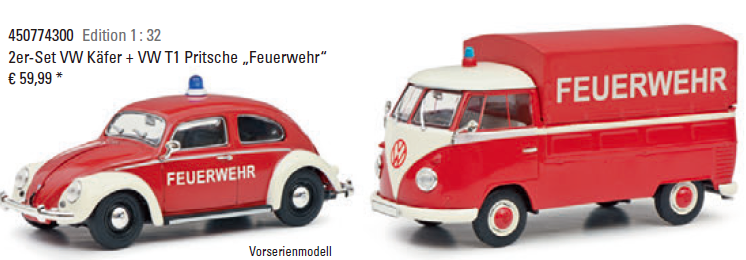 450774300 Edition 1:32
2er-Set VW Käfer + VW T1 Pritsche „Feuerwehr“
€ 59,99 *
FEUERWEHR
FEUERWEHR
Vorserienmodell